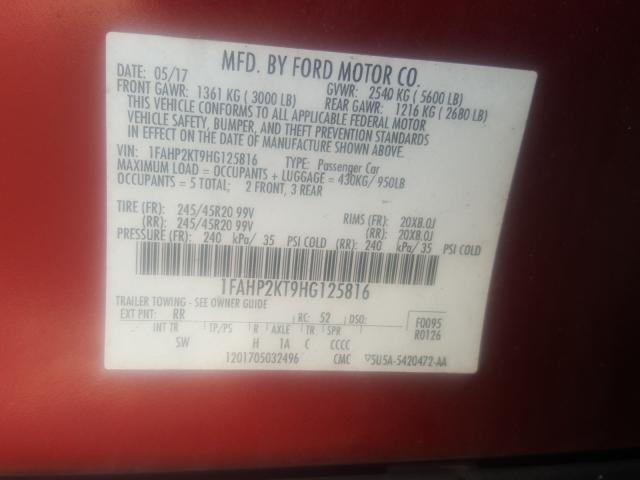 MFD. BY FORD MOTOR CO.
DATE: 05/17 GVWR: 2540 KG (5600 LB)
FRONT GAWR: 1361 KG (3000 LB) REAR GAWR: 1216 KG (2680 LB)
THIS VEHICLE CONFORMS TO ALL APPLICABLE FEDERAL MOTOR
VEHICLE SAFETY, BUMPER, AND THEFT PREVENTION STANDARDS
IN EFFECT ON THE DATE OF MANUFACTURE SHOWN ABOVE.
VIN: 1FAHP2KT9HG125816 TYPE: Passenger Car
MAXIMUM LOAD = OCCUPANTS + LUGGAGE = 430KG/ 950LB
OCCUPANTS = 5 TOTAL; 2 FRONT, 3 REAR
TIRE (FR): 245/45R20 99V RIMS (FR): 20X8.0J
(RR): 245/45R20 99V (RR): 20X8.0J
PRESSURE (FR): 240 kPa/ 35 PSI COLD (RR): 240 kPa/ 35 PSI COLD
1FAHP2KT9HG125816
TRAILER TOWING - SEE OWNER GUIDE
EXT PNT: RR RC: 52 DSO: F0095
R0126
INT TR TP/PS R AXLE TR SPR
SW H 1A C CCCC
1201705032496 CMC 5U5A-5420472-AA